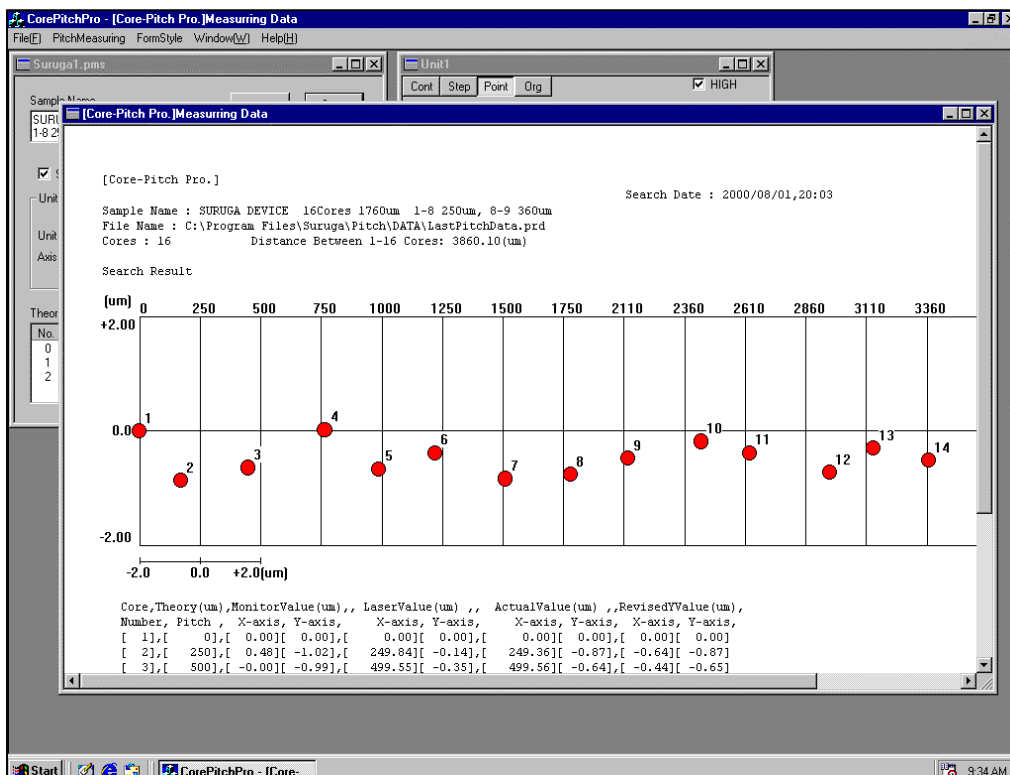 CorePitchPro - [Core-Pitch Pro.]Measurring Data
File(F) PitchMeasuring FormStyle Window(W) Help(H)
Suruga1.pms
Unit1
Cont Step Point Org HIGH
[Core-Pitch Pro.]Measurring Data
Unit
Unit
Axis
No.
0
1
2
[Core-Pitch Pro.]
Search Date : 2000/08/01,20:03
Sample Name : SURUGA DEVICE 16Cores 1760um 1-8 250um, 8-9 360um
File Name : C:\Program Files\Suruga\Pitch\DATA\LastPitchData.prd
Cores : 16 Distance Between 1-16 Cores: 3860.10(um)
Search Result
(um) 0 250 500 750 1000 1250 1500 1750 2110 2360 2610 2860 3110 3360
+2.00
1 2 3 4 5 6 7 8 9 10 11 12 13 14
0.0
-2.00
-2.0 0.0 +2.0(um)
Core,Theory(um),MonitorValue(um),, LaserValue(um) ,, ActualValue(um) ,,RevisedYValue(um),
Number, Pitch , X-axis, Y-axis, X-axis, Y-axis, X-axis, Y-axis, X-axis, Y-axis,
[ 1],[ 0],[ 0.00][ 0.00],[ 0.00][ 0.00],[ 0.00][ 0.00],[ 0.00][ 0.00]
[ 2],[ 250],[ 0.48][ -1.02],[ 249.84][ -0.14],[ 249.36][ -0.87],[ -0.64][ -0.87]
[ 3],[ 500],[ -0.00][ -0.99],[ 499.55][ -0.35],[ 499.56][ -0.64],[ -0.44][ -0.65]
Start CorePitchPro - [Core- 9:34 AM